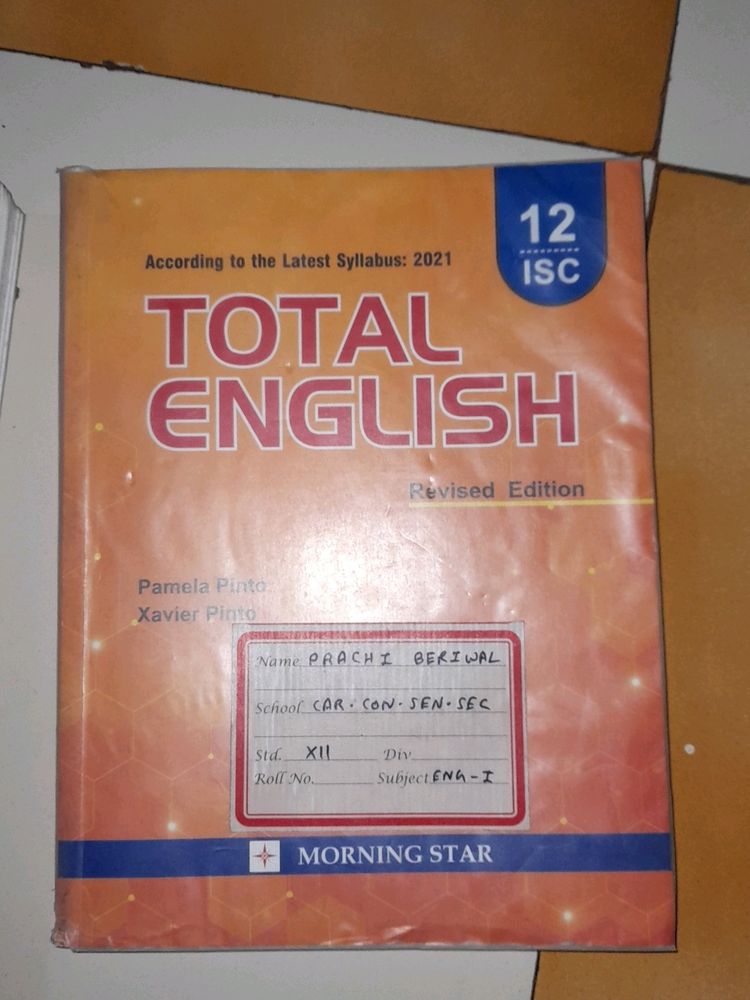 12
ISC
According to the Latest Syllabus: 2021
TOTAL
ENGLISH
Revised Edition
Pamela Pinto
Xavier Pinto
Name PRACHI BERIWAL
School CAR. CON. SEN. SEC
Std. XII Div
Roll No. Subject ENG-I
MORNING STAR